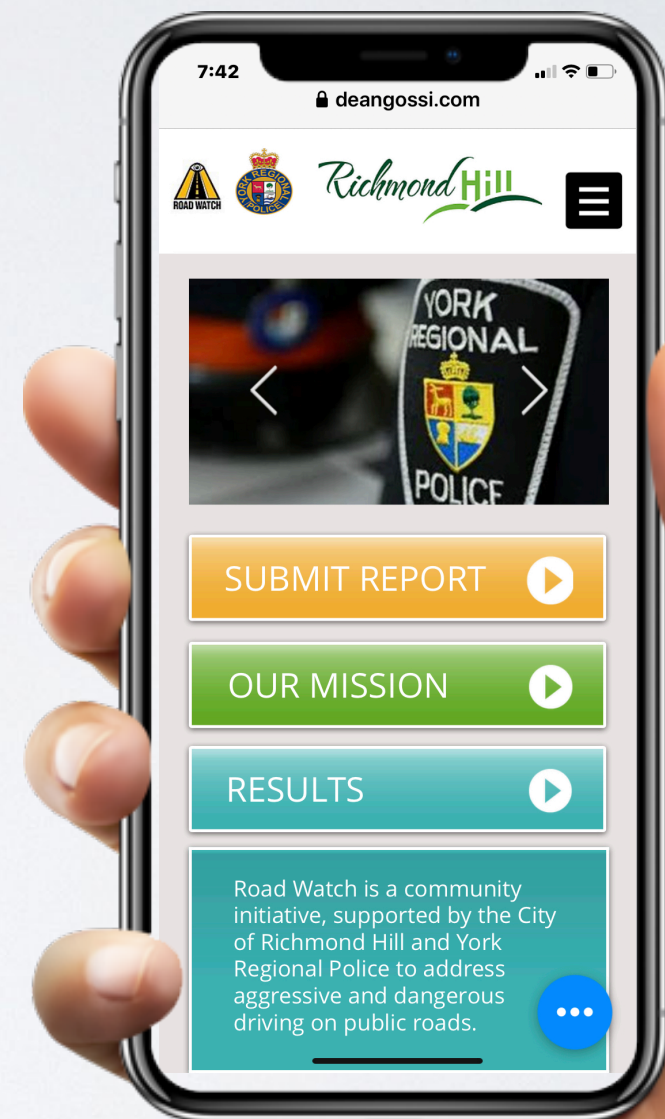 7:42
deangossi.com
ROAD WATCH
YORK REGIONAL
POLICE
Richmond Hill
YORK
REGIONAL
POLICE
SUBMIT REPORT
OUR MISSION
RESULTS
Road Watch is a community
initiative, supported by the City
of Richmond Hill and York
Regional Police to address
aggressive and dangerous
driving on public roads.